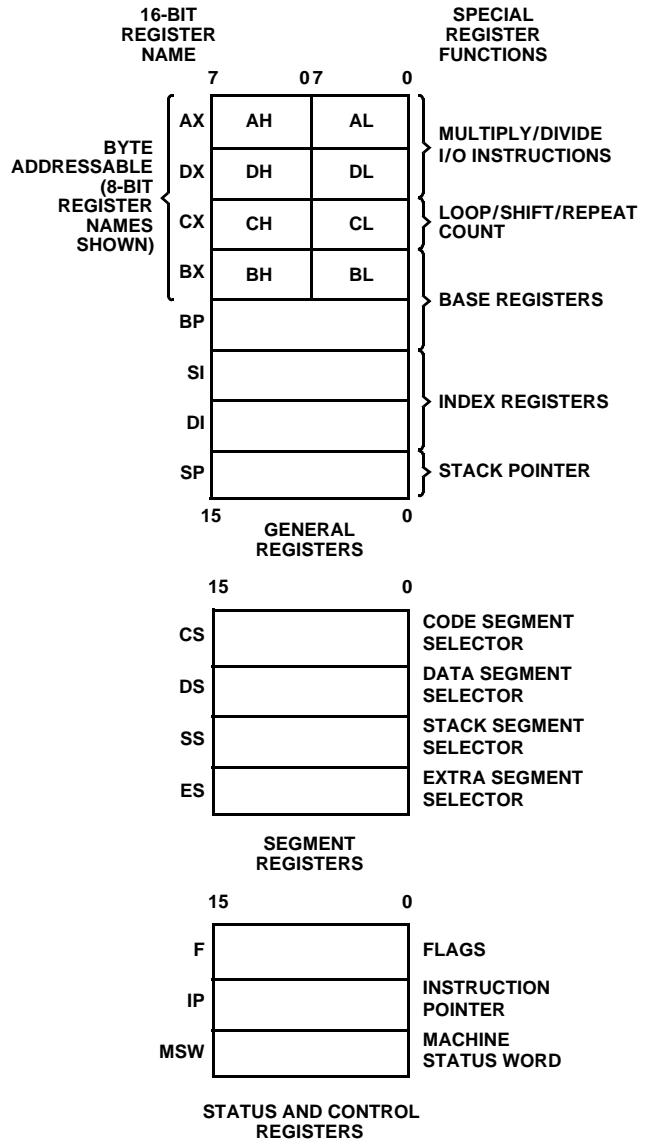 16-BIT
REGISTER
NAME
SPECIAL
REGISTER
FUNCTIONS
7 0 7 0
BYTE
ADDRESSABLE
(8-BIT
REGISTER
NAMES
SHOWN)
AX AH AL
DX DH DL
MULTIPLY/DIVIDE
I/O INSTRUCTIONS
CX CH CL
LOOP/SHIFT/REPEAT
COUNT
BX BH BL
BP
BASE REGISTERS
SI
DI
INDEX REGISTERS
SP
STACK POINTER
15 0
GENERAL
REGISTERS
15 0
CS
CODE SEGMENT
SELECTOR
DS
DATA SEGMENT
SELECTOR
SS
STACK SEGMENT
SELECTOR
ES
EXTRA SEGMENT
SELECTOR
SEGMENT
REGISTERS
15 0
F FLAGS
IP
INSTRUCTION
POINTER
MSW
MACHINE
STATUS WORD
STATUS AND CONTROL
REGISTERS